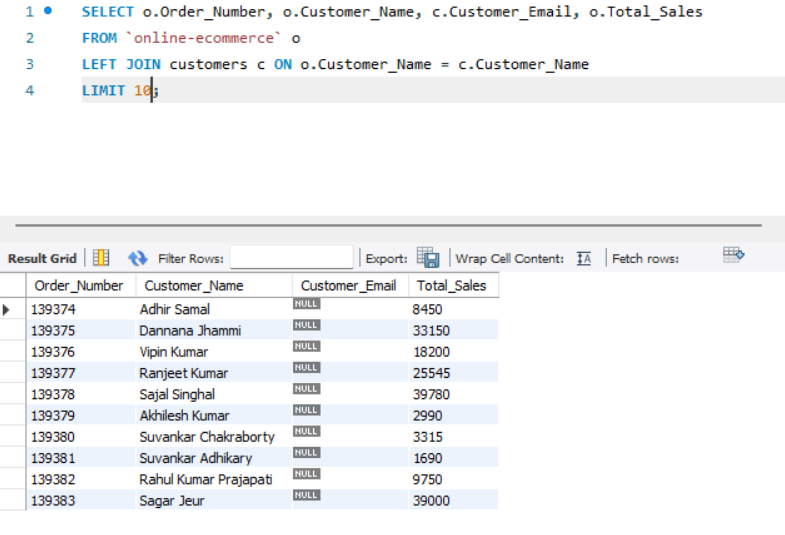 1 SELECT o.Order_Number, o.Customer_Name, c.Customer_Email, o.Total_Sales
2 FROM `online-ecommerce` o
3 LEFT JOIN customers c ON o.Customer_Name = c.Customer_Name
4 LIMIT 10;
Result Grid Filter Rows: Export: Wrap Cell Content: IA Fetch rows:
Order_Number Customer_Name Customer_Email Total_Sales
139374 Adhir Samal NULL 8450
139375 Dannana Jhammi NULL 33150
139376 Vipin Kumar NULL 18200
139377 Ranjeet Kumar NULL 25545
139378 Sajal Singhal NULL 39780
139379 Akhilesh Kumar NULL 2990
139380 Suvankar Chakraborty NULL 3315
139381 Suvankar Adhikary NULL 1690
139382 Rahul Kumar Prajapati NULL 9750
139383 Sagar Jeur NULL 39000